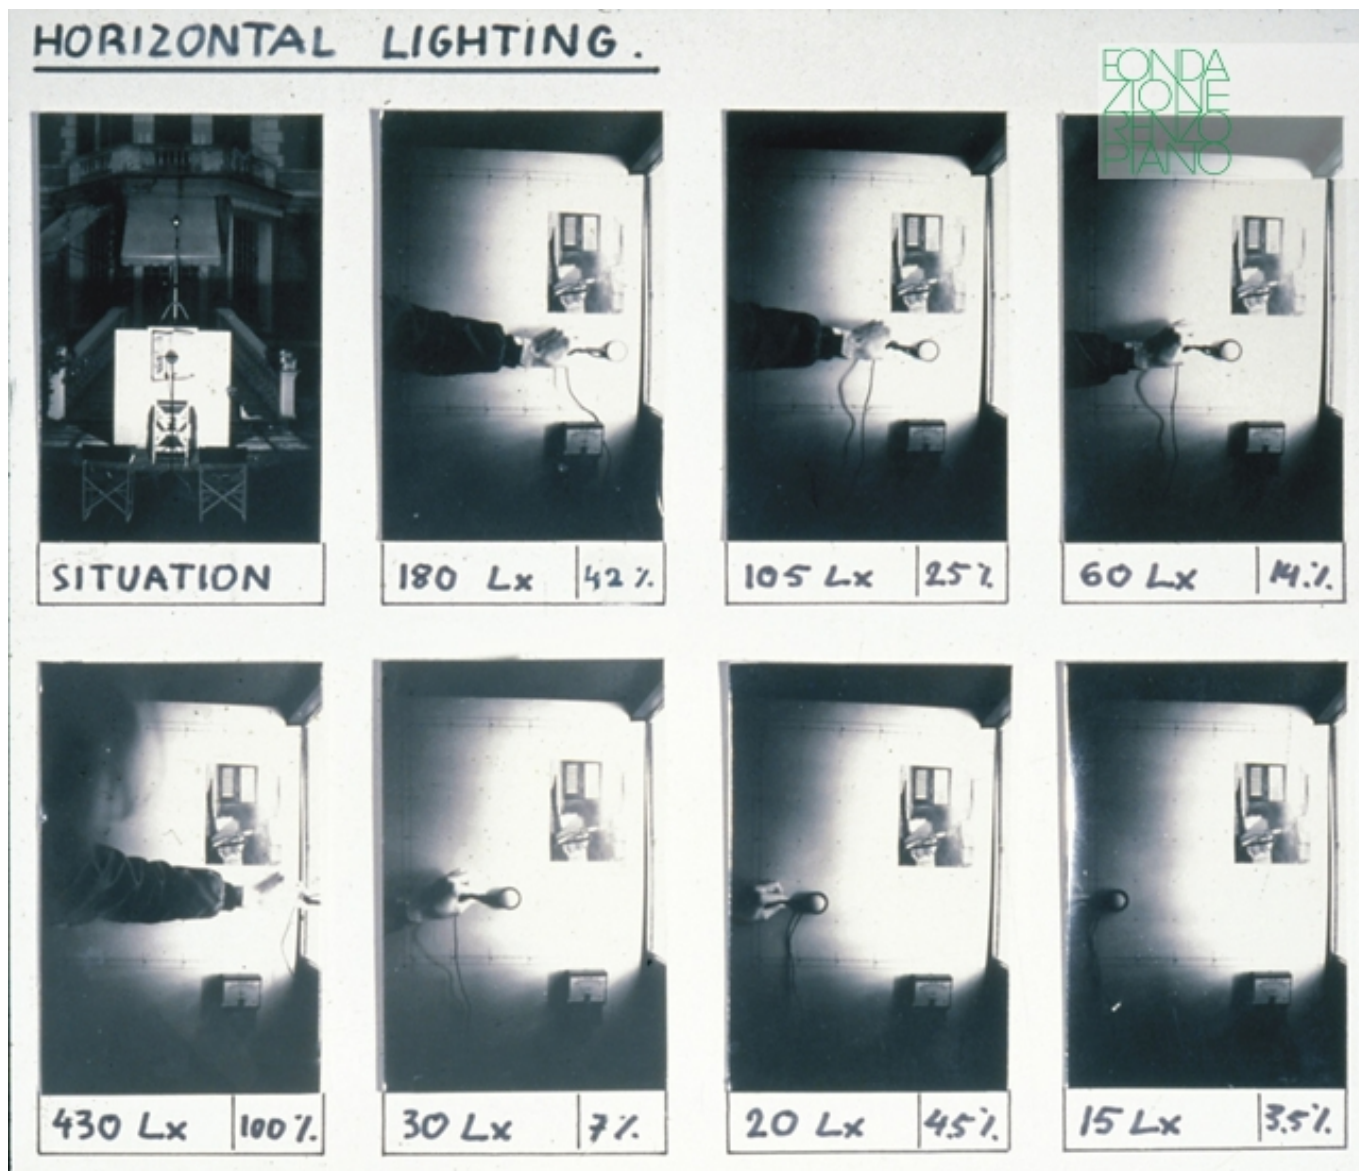 HORIZONTAL LIGHTING.
FONDA
ZIONE
RENZO
PIANO
SITUATION
180 Lx 42%
105 Lx 25%
60 Lx 14%
430 Lx 100%
30 Lx 7%
20 Lx 4.5%
15 Lx 3.5%